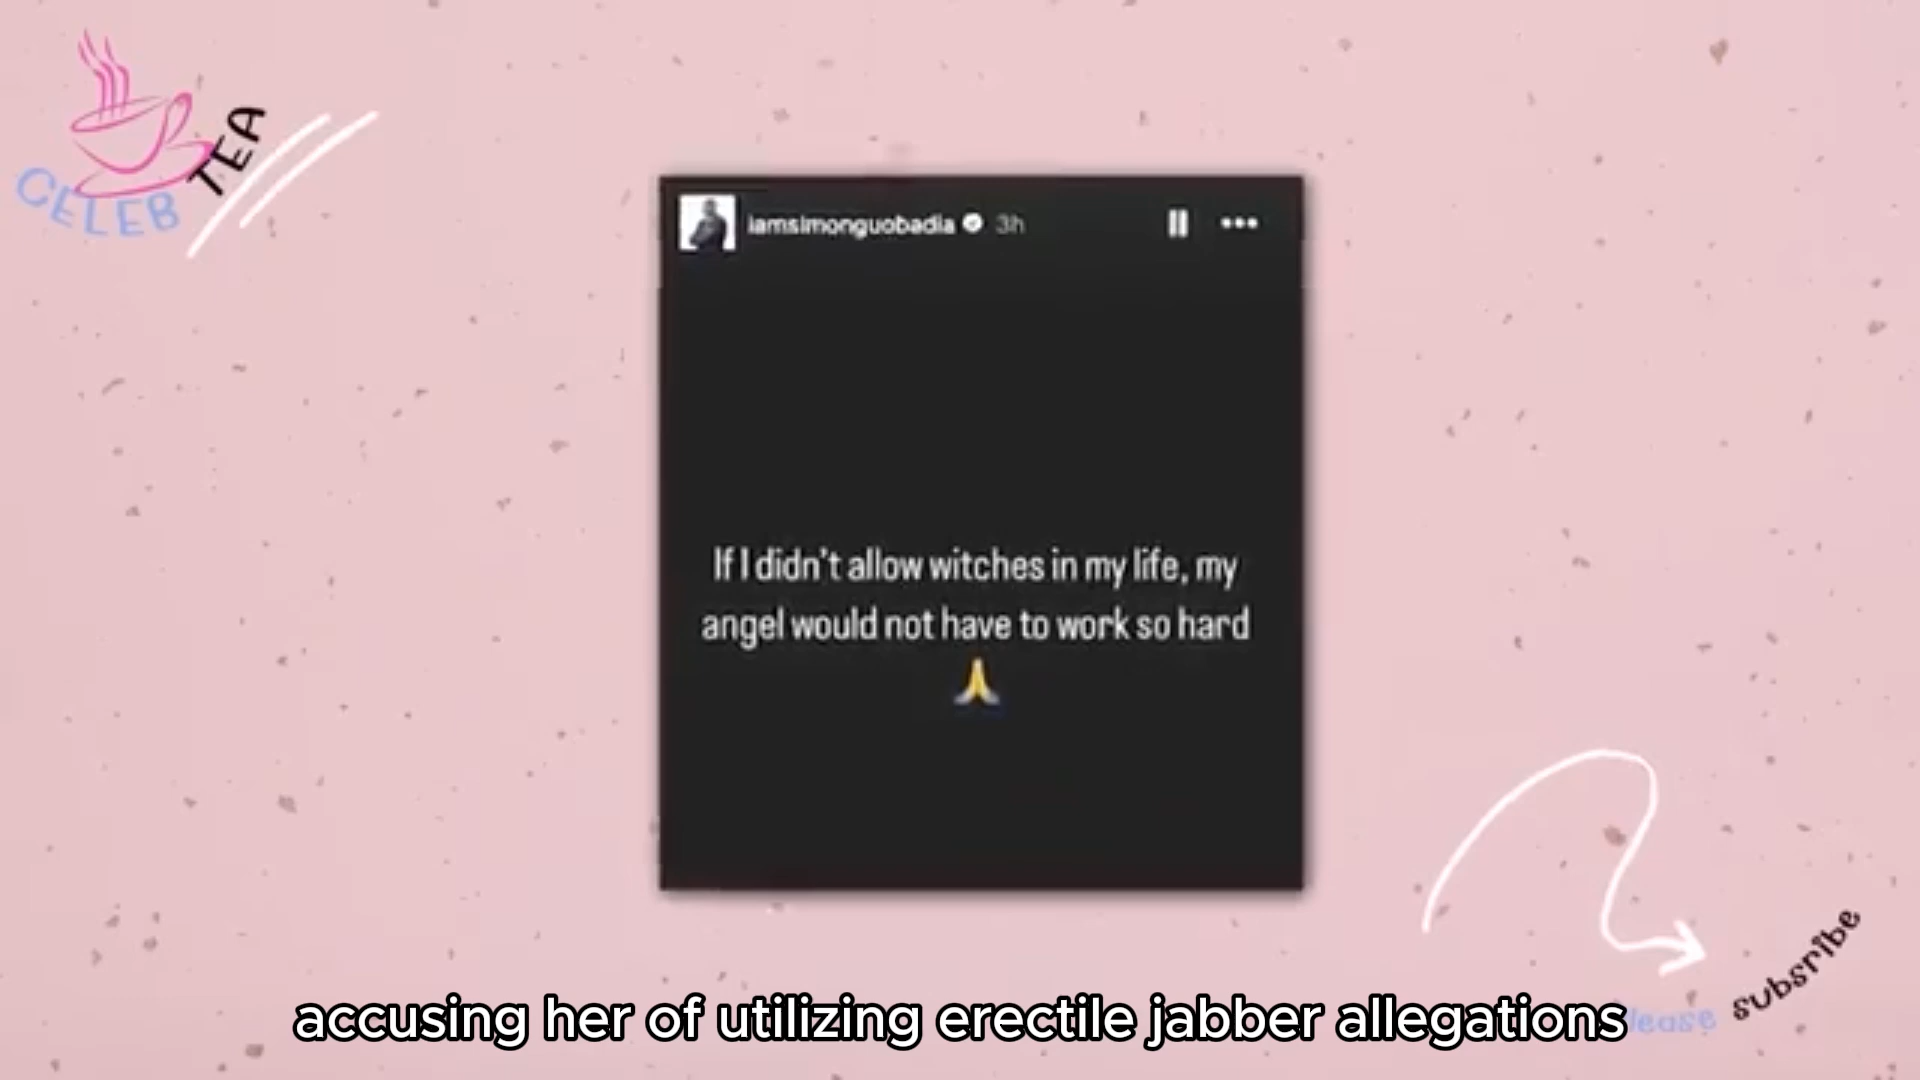 CELEB TEA
iamsimonguobadia 3h
If I didn't allow witches in my life, my
angel would not have to work so hard
🙏
subsribe
accusing her of utilizing erectile jabber allegations